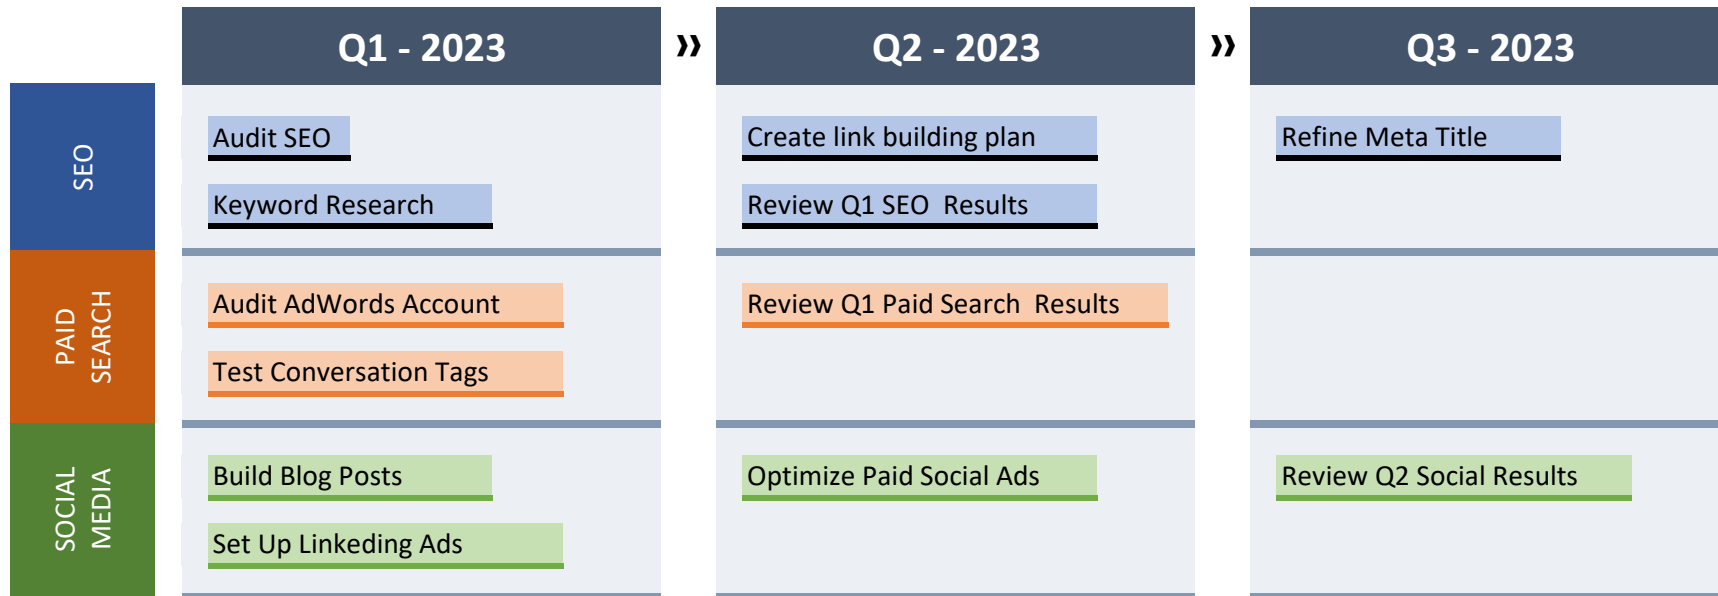 Q1 - 2023 » Q2 - 2023 » Q3 - 2023
SEO
Audit SEO
Create link building plan
Refine Meta Title
Keyword Research
Review Q1 SEO  Results
PAID
SEARCH
Audit AdWords Account
Review Q1 Paid Search  Results
Test Conversation Tags
SOCIAL
MEDIA
Build Blog Posts
Optimize Paid Social Ads
Review Q2 Social Results
Set Up Linkeding Ads